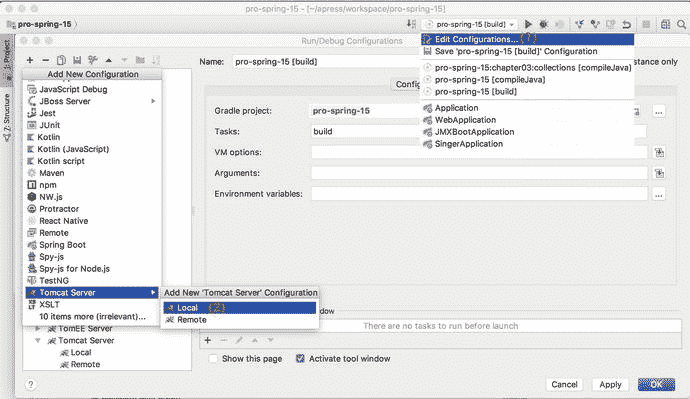 pro-spring-15 - [~/apress/workspace/pro-spring-15]
pro-spring-15
pro-spring-15 [build]
Run/Debug Configurations
Edit Configurations... (1)
Save 'pro-spring-15 [build]' Configuration
pro-spring-15:chapter03:collections [compileJava]
pro-spring-15 [compileJava]
pro-spring-15 [build]
Application
WebApplication
JMXBootApplication
SingerApplication
1: Project
Z: Structure
Add New Configuration
JavaScript Debug
JBoss Server
Jest
JUnit
Kotlin
Kotlin (JavaScript)
Kotlin script
Maven
npm
NW.js
Protractor
React Native
Remote
Spring Boot
Spy-js
Spy-js for Node.js
TestNG
Tomcat Server
XSLT
10 items more (irrelevant)...
TomEE Server
Tomcat Server
Local
Remote
Add New 'Tomcat Server' Configuration
Local (2)
Remote
Name: pro-spring-15 [build]
stance only
Gradle project: pro-spring-15
Tasks: build
VM options:
Arguments:
Environment variables:
There are no tasks to run before launch
Show this page
Activate tool window
Cancel
Apply
OK